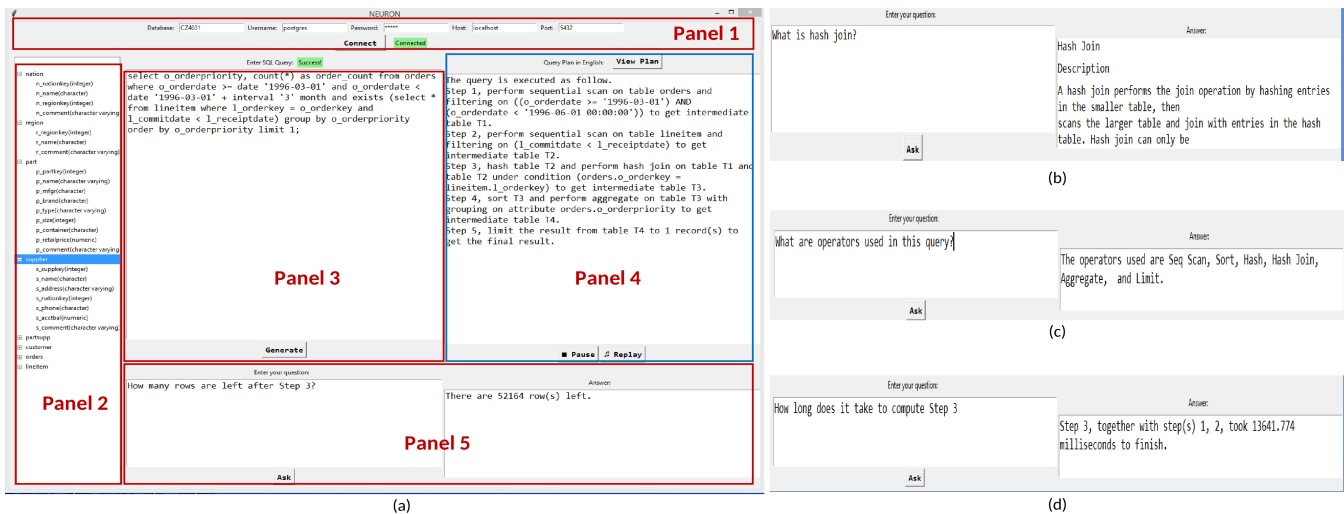 NEURON
Database: CZ4031 Username: postgres Password: ***** Host: localhost Port: 5432
Panel 1
Connect Connected
nation
n_nationkey(integer)
n_name(character)
n_regionkey(integer)
n_comment(character varying
region
r_regionkey(integer)
r_name(character)
r_comment(character varying)
part
p_partkey(integer)
p_name(character varying)
p_mfgr(character)
p_brand(character)
p_type(character varying)
p_size(integer)
p_container(character)
p_retailprice(numeric)
p_comment(character varying
supplier
s_suppkey(integer)
s_name(character)
s_address(character varying)
s_nationkey(integer)
s_phone(character)
s_acctbal(numeric)
s_comment(character varying)
partsupp
customer
orders
lineitem
Panel 2
Enter SQL Query: Success!
select o_orderpriority, count(*) as order_count from orders
where o_orderdate >= date '1996-03-01' and o_orderdate <
date '1996-03-01' + interval '3' month and exists (select *
from lineitem where l_orderkey = o_orderkey and
l_commitdate < l_receiptdate) group by o_orderpriority
order by o_orderpriority limit 1;
Panel 3
Generate
Query Plan in English: View Plan
The query is executed as follow.
Step 1, perform sequential scan on table orders and
filtering on ((o_orderdate >= '1996-03-01') AND
(o_orderdate < '1996-06-01 00:00:00')) to get intermediate
table T1.
Step 2, perform sequential scan on table lineitem and
filtering on (l_commitdate < l_receiptdate) to get
intermediate table T2.
Step 3, hash table T2 and perform hash join on table T1 and
table T2 under condition (orders.o_orderkey =
lineitem.l_orderkey) to get intermediate table T3.
Step 4, sort T3 and perform aggregate on table T3 with
grouping on attribute orders.o_orderpriority to get
intermediate table T4.
Step 5, limit the result from table T4 to 1 record(s) to
get the final result.
Panel 4
Pause Replay
Enter your question:
How many rows are left after Step 3?
Answer:
There are 52164 row(s) left.
Panel 5
Ask
(a)
Enter your question:
What is hash join?
Ask
Answer:
Hash Join
Description
A hash join performs the join operation by hashing entries
in the smaller table, then
scans the larger table and join with entries in the hash
table. Hash join can only be
(b)
Enter your question:
What are operators used in this query?
Ask
Answer:
The operators used are Seq Scan, Sort, Hash, Hash Join,
Aggregate, and Limit.
(c)
Enter your question:
How long does it take to compute Step 3
Ask
Answer:
Step 3, together with step(s) 1, 2, took 13641.774
milliseconds to finish.
(d)